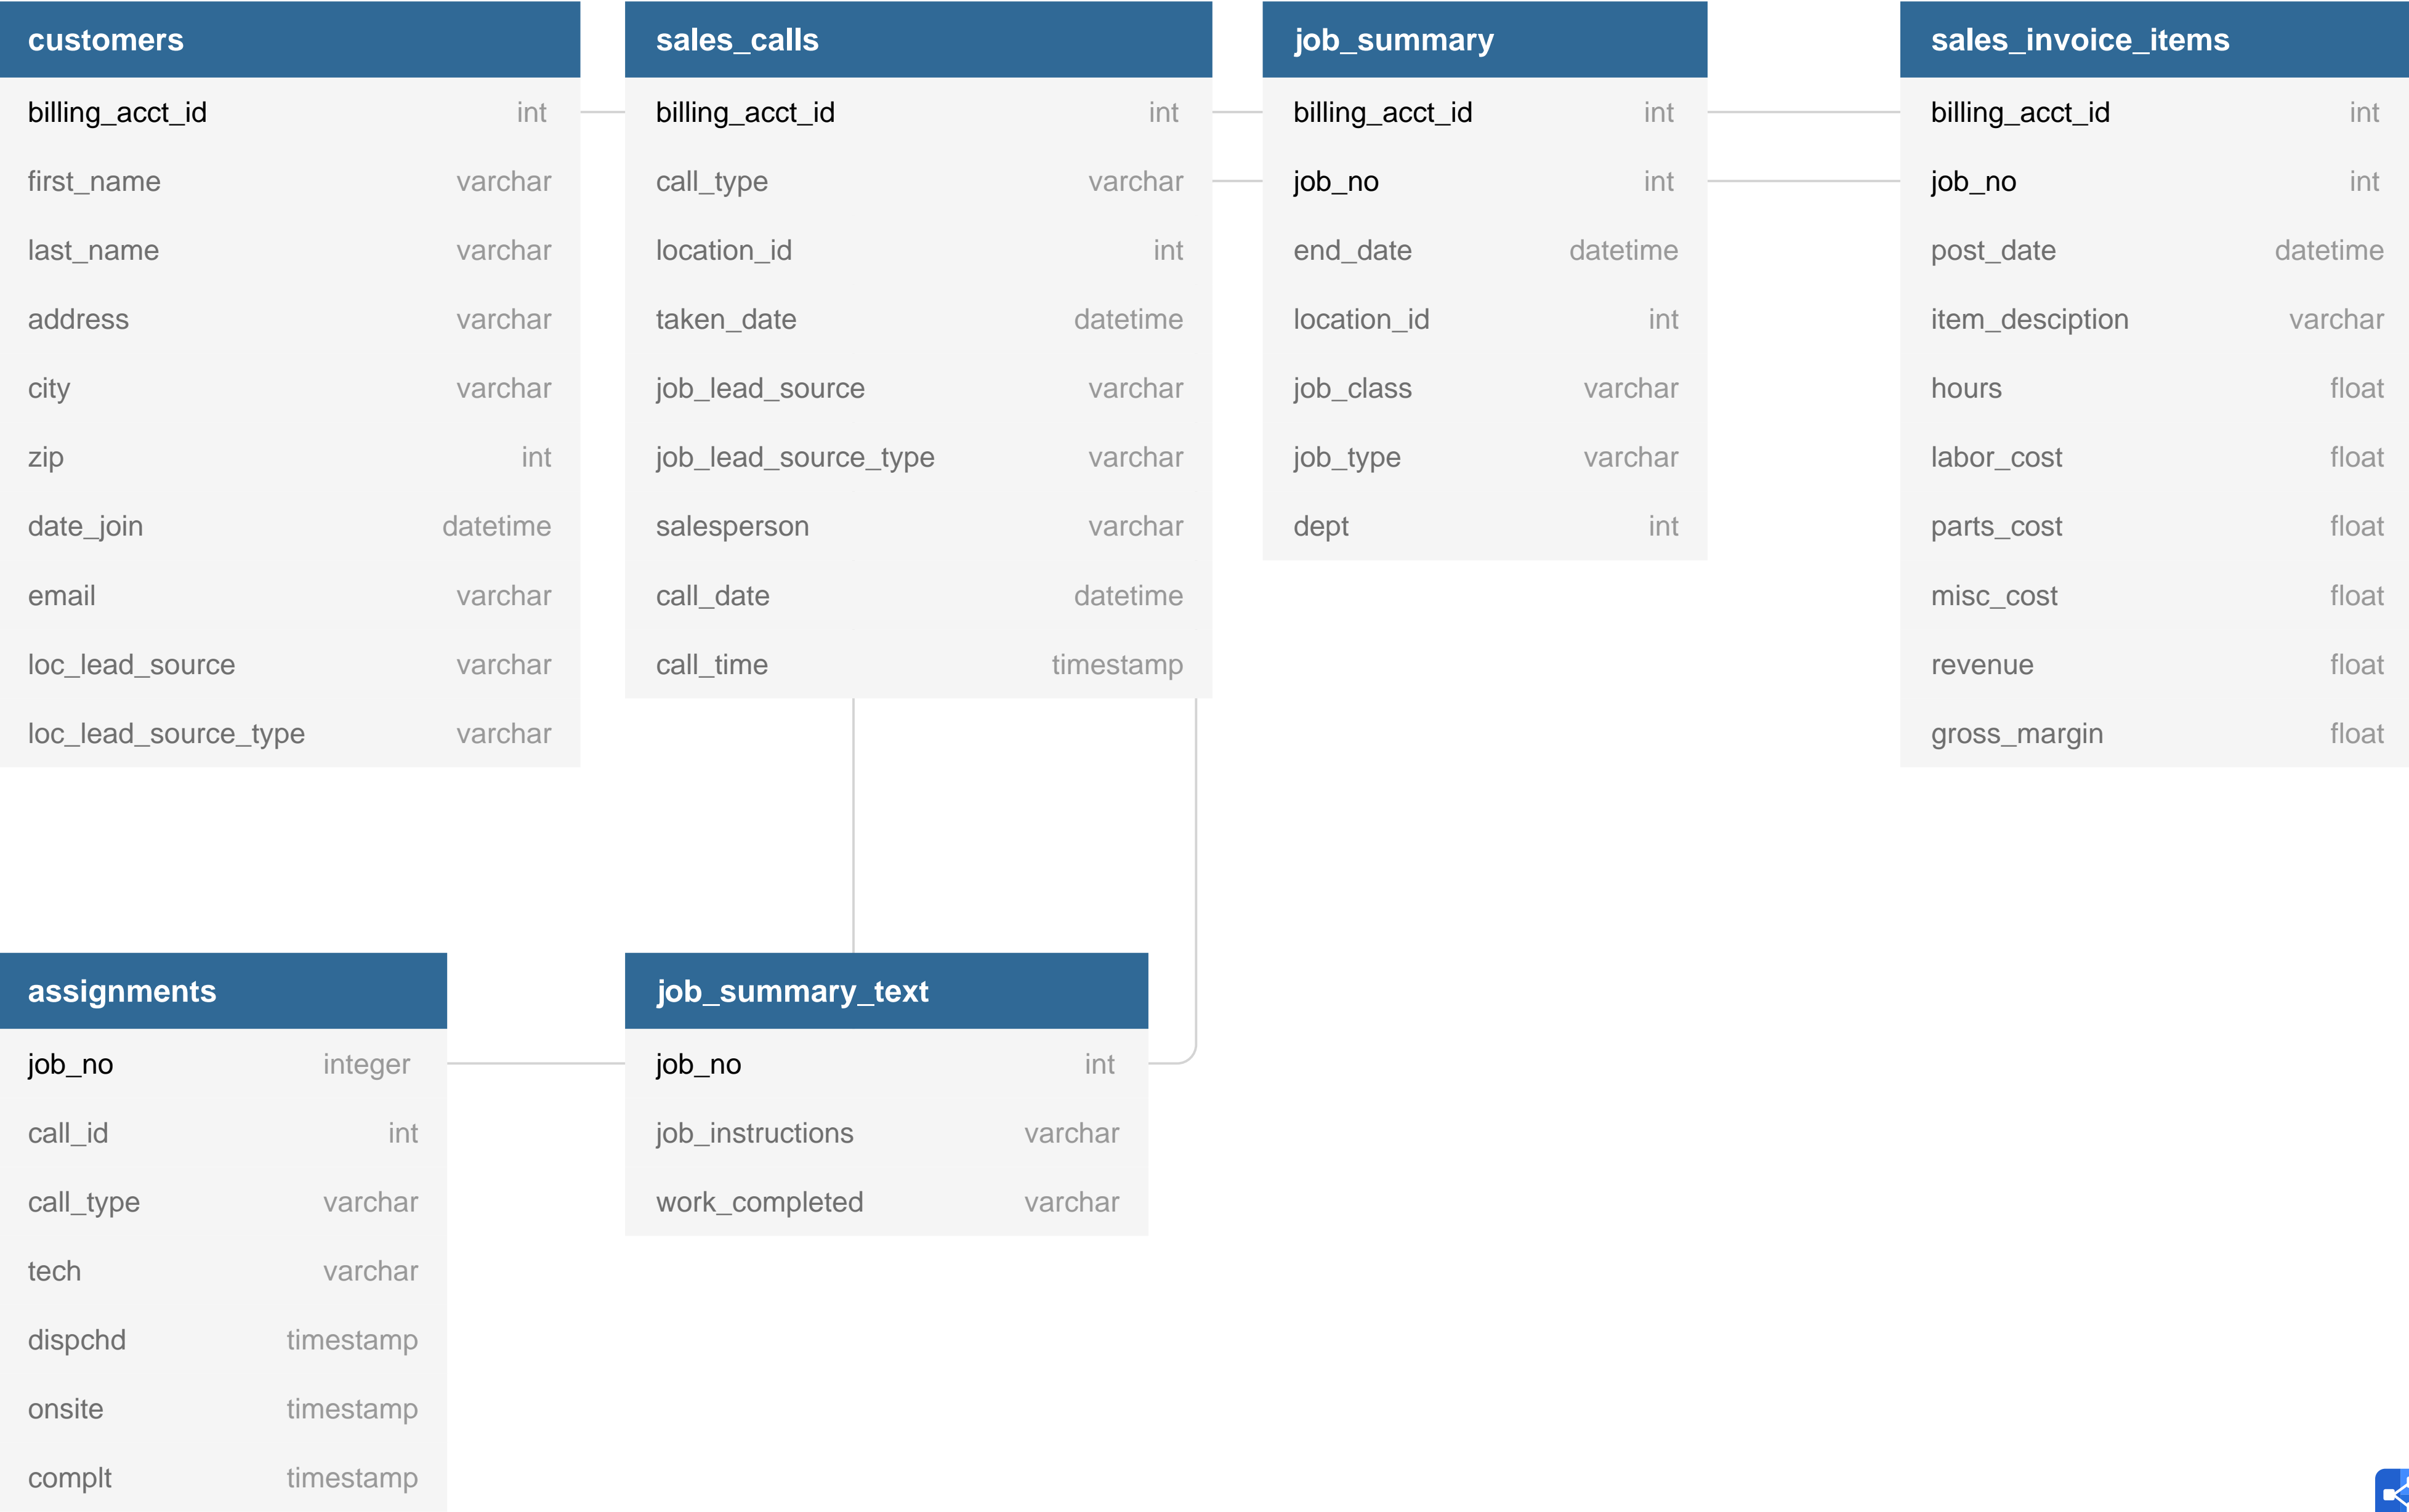 customers
billing_acct_id int
first_name varchar
last_name varchar
address varchar
city varchar
zip int
date_join datetime
email varchar
loc_lead_source varchar
loc_lead_source_type varchar
sales_calls
billing_acct_id int
call_type varchar
location_id int
taken_date datetime
job_lead_source varchar
job_lead_source_type varchar
salesperson varchar
call_date datetime
call_time timestamp
job_summary
billing_acct_id int
job_no int
end_date datetime
location_id int
job_class varchar
job_type varchar
dept int
sales_invoice_items
billing_acct_id int
job_no int
post_date datetime
item_desciption varchar
hours float
labor_cost float
parts_cost float
misc_cost float
revenue float
gross_margin float
assignments
job_no integer
call_id int
call_type varchar
tech varchar
dispchd timestamp
onsite timestamp
complt timestamp
job_summary_text
job_no int
job_instructions varchar
work_completed varchar